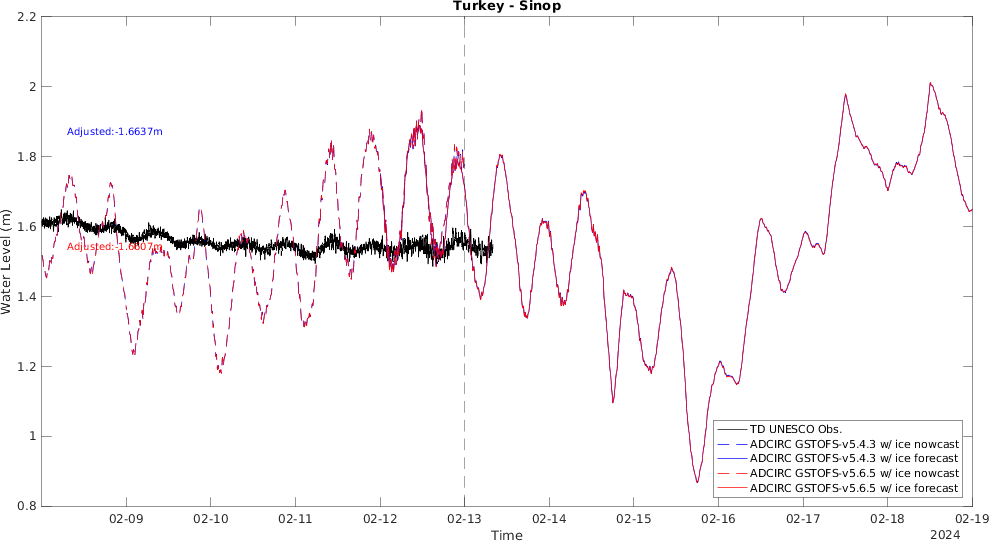 Turkey - Sinop
2.2
2
1.8
1.6
1.4
1.2
1
0.8
Water Level (m)
Adjusted:-1.6637m
Adjusted:-1.6607m
TD UNESCO Obs.
ADCIRC GSTOFS-v5.4.3 w/ ice nowcast
ADCIRC GSTOFS-v5.4.3 w/ ice forecast
ADCIRC GSTOFS-v5.6.5 w/ ice nowcast
ADCIRC GSTOFS-v5.6.5 w/ ice forecast
02-09 02-10 02-11 02-12 02-13 02-14 02-15 02-16 02-17 02-18 02-19
Time
2024